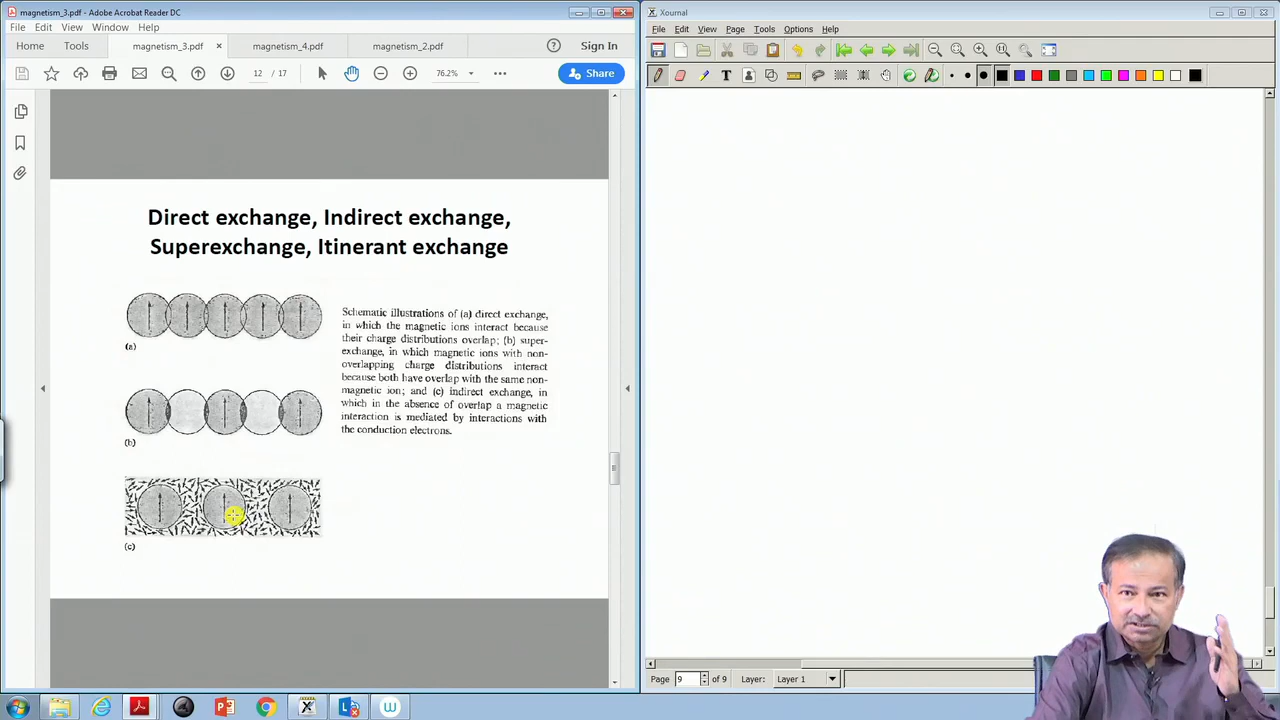 magnetism_3.pdf - Adobe Acrobat Reader DC
File Edit View Window Help
Home Tools magnetism_3.pdf × magnetism_4.pdf magnetism_2.pdf Sign In
12 / 17 76.2% Share
Direct exchange, Indirect exchange,
Superexchange, Itinerant exchange
(a)
(b)
(c)
Schematic illustrations of (a) direct exchange,
in which the magnetic ions interact because
their charge distributions overlap; (b) super-
exchange, in which magnetic ions with non-
overlapping charge distributions interact
because both have overlap with the same non-
magnetic ion; and (c) indirect exchange, in
which in the absence of overlap a magnetic
interaction is mediated by interactions with
the conduction electrons.
Xournal
File Edit View Page Tools Options Help
Page 9 of 9 Layer: Layer 1